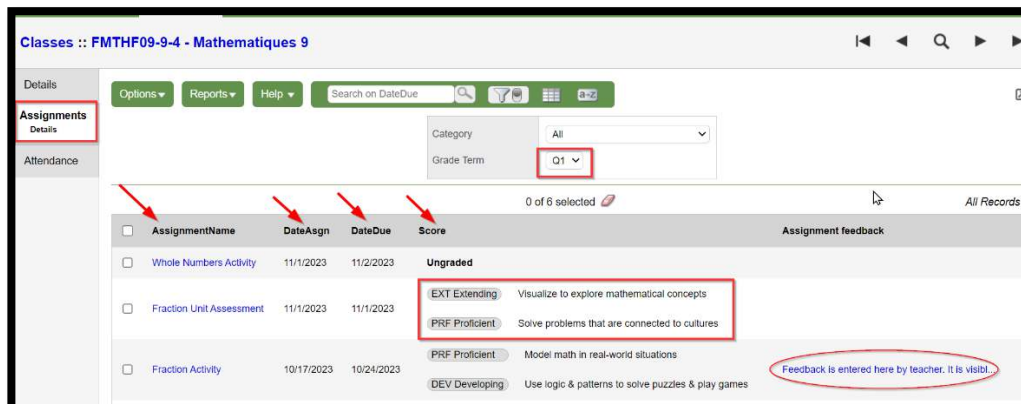 Classes :: FMTHF09-9-4 - Mathematiques 9
Details
Assignments
Details
Attendance
Options Reports Help Search on DateDue a-z
Category All
Grade Term Q1
0 of 6 selected All Records
AssignmentName DateAsgn DateDue Score Assignment feedback
Whole Numbers Activity 11/1/2023 11/2/2023 Ungraded
EXT Extending Visualize to explore mathematical concepts
Fraction Unit Assessment 11/1/2023 11/1/2023
PRF Proficient Solve problems that are connected to cultures
PRF Proficient Model math in real-world situations
Fraction Activity 10/17/2023 10/24/2023 Feedback is entered here by teacher. It is visibl...
DEV Developing Use logic & patterns to solve puzzles & play games